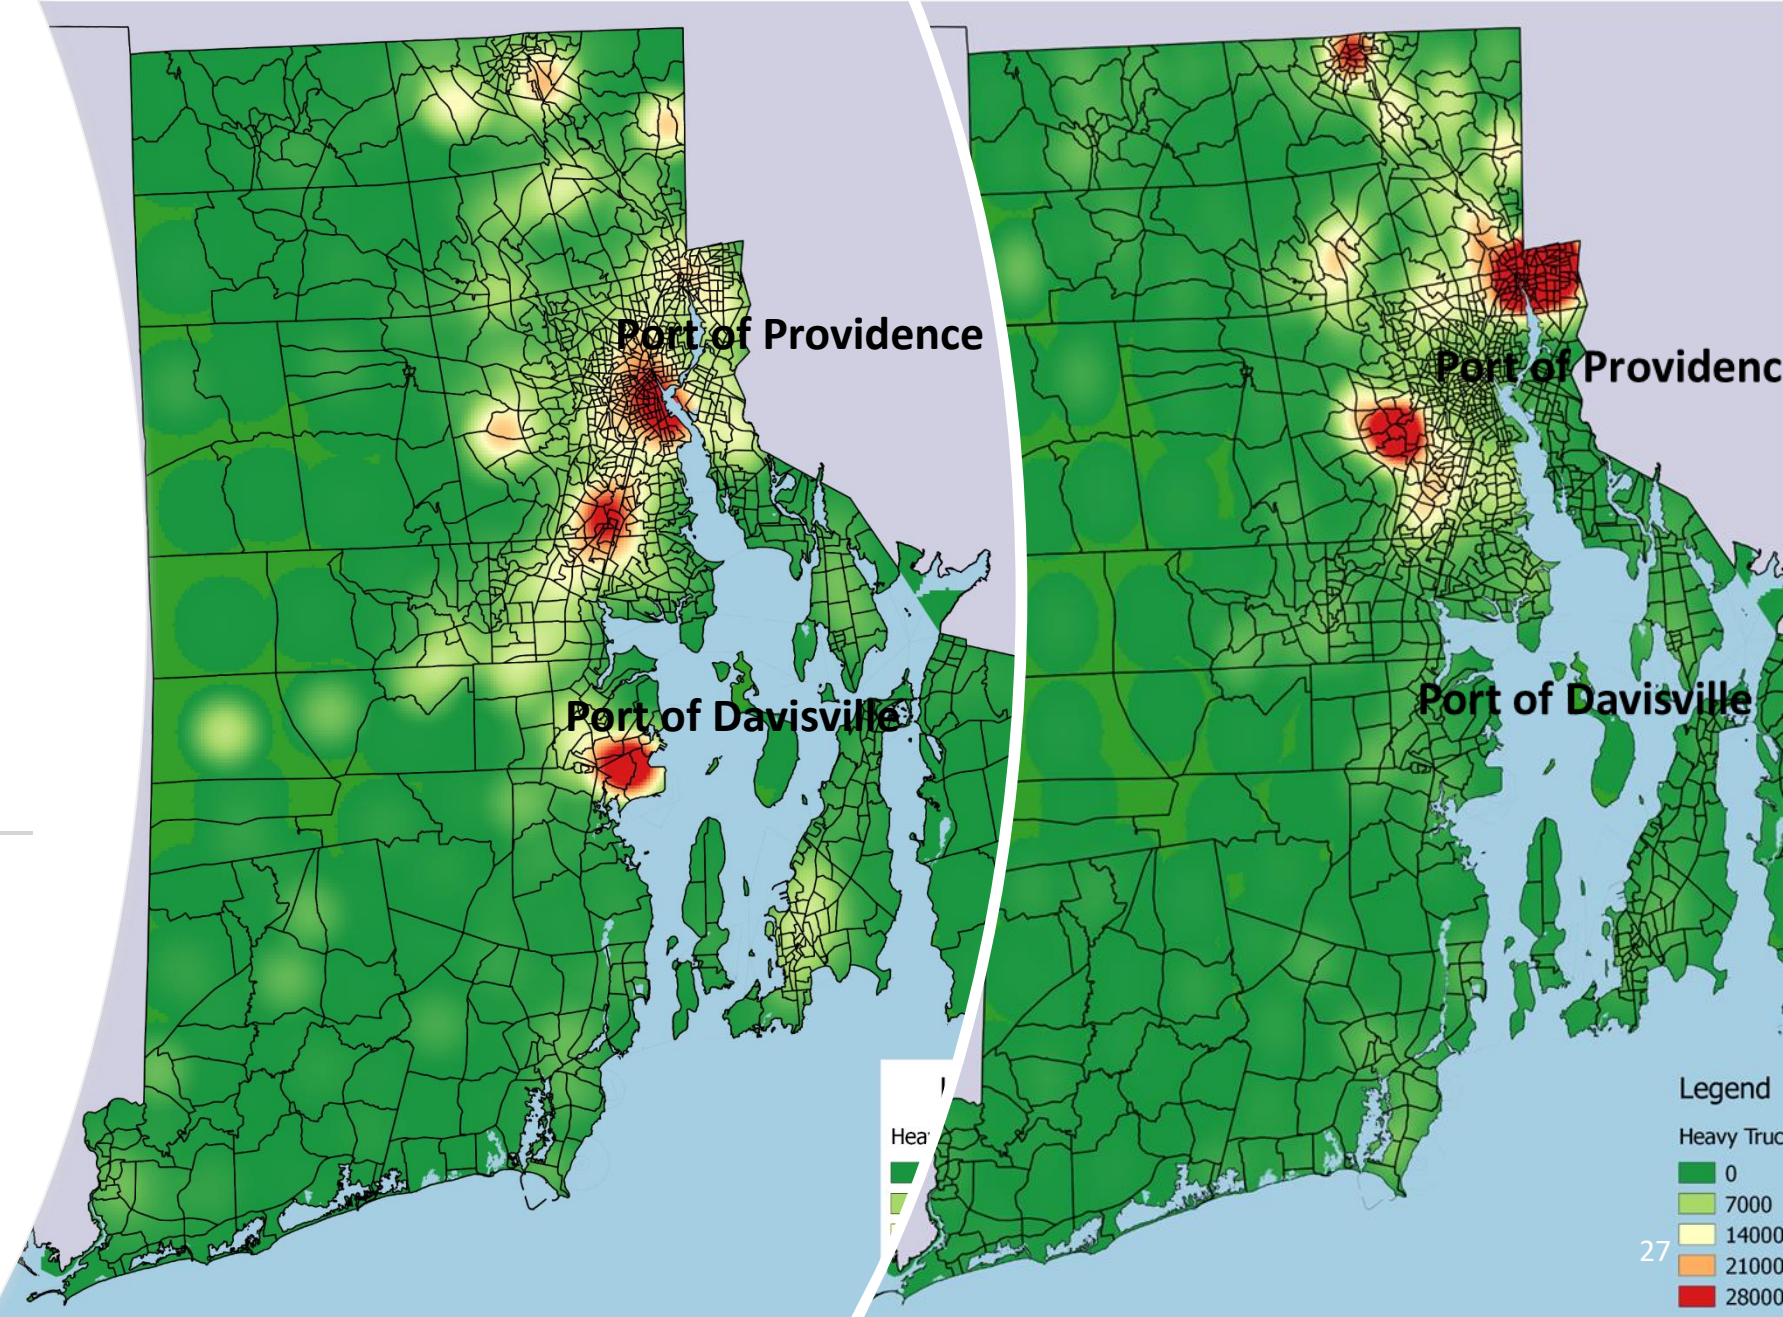 Port of Providence
Port of Davisville
Port of Providenc
Port of Davisville
Hea
Legend
Heavy Truc
0
7000
14000
21000
28000
27